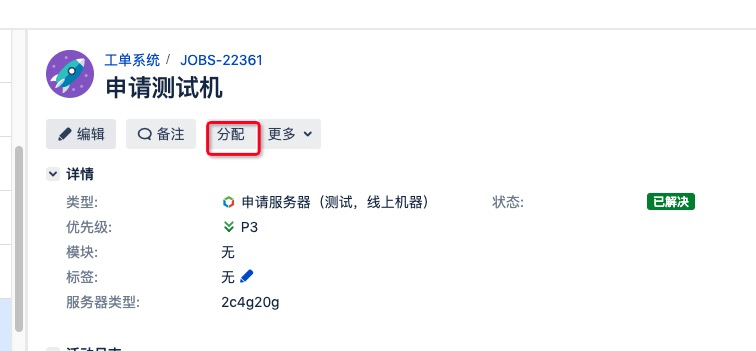 工单系统 / JOBS-22361
申请测试机
编辑 备注 分配 更多
详情
类型: 申请服务器（测试，线上机器） 状态: 已解决
优先级: P3
模块: 无
标签: 无
服务器类型: 2c4g20g